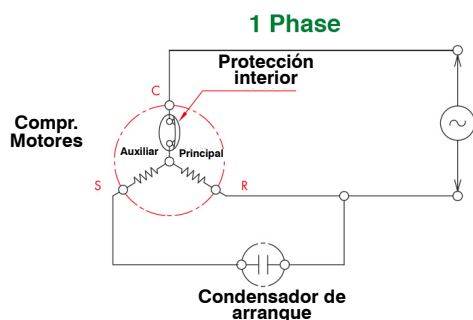 1 Phase
Protección
interior
C
Compr.
Motores
Auxiliar
Principal
S
R
Condensador de
arranque